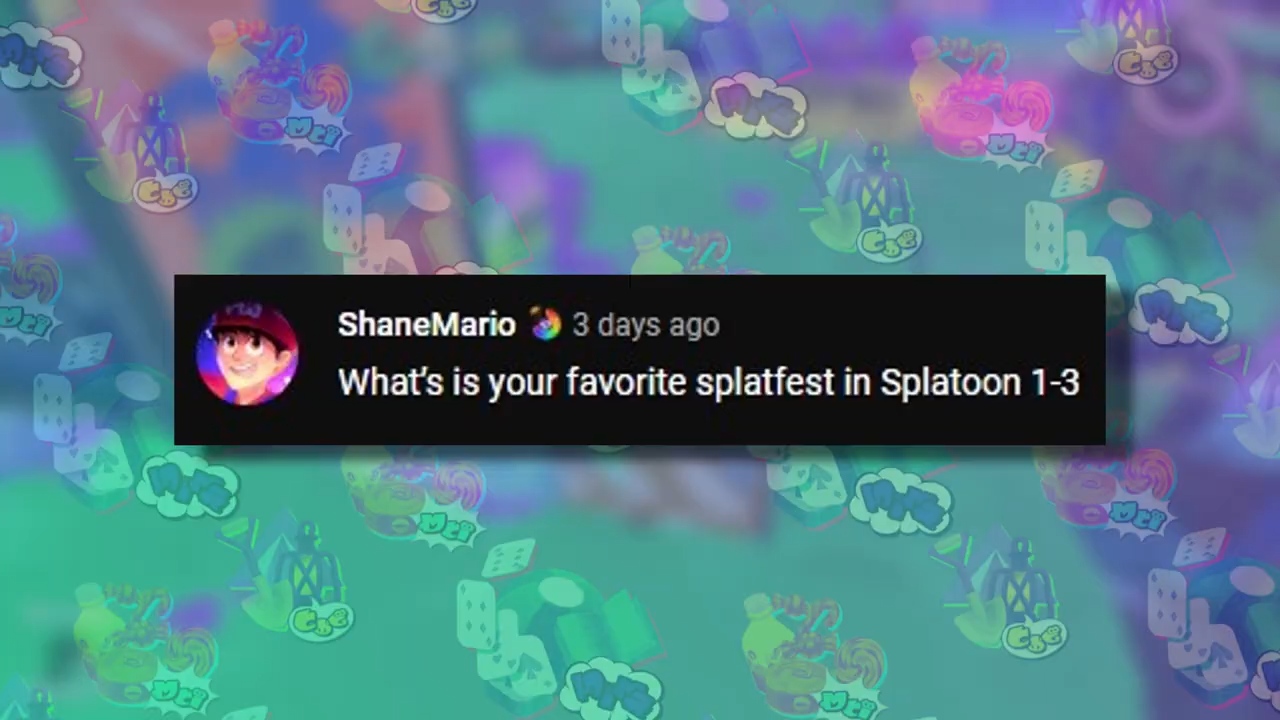 ShaneMario 3 days ago
What's is your favorite splatfest in Splatoon 1-3